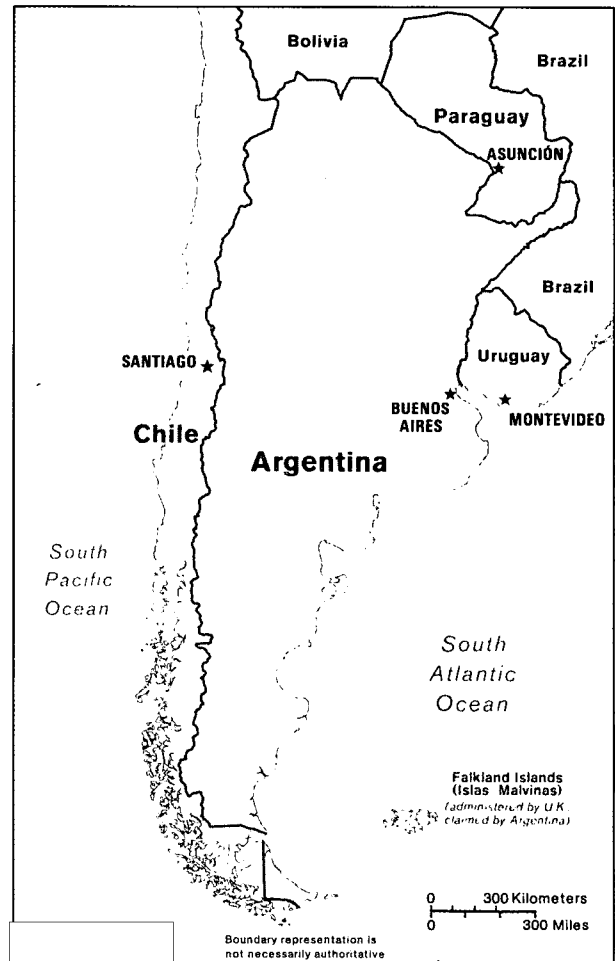 Bolivia
Brazil
Paraguay
ASUNCIÓN
Brazil
Uruguay
SANTIAGO
BUENOS
AIRES
MONTEVIDEO
Chile
Argentina
South
Pacific
Ocean
South
Atlantic
Ocean
Falkland Islands
(Islas Malvinas)
(administered by U.K.,
claimed by Argentina)
0 300 Kilometers
0 300 Miles
Boundary representation is
not necessarily authoritative